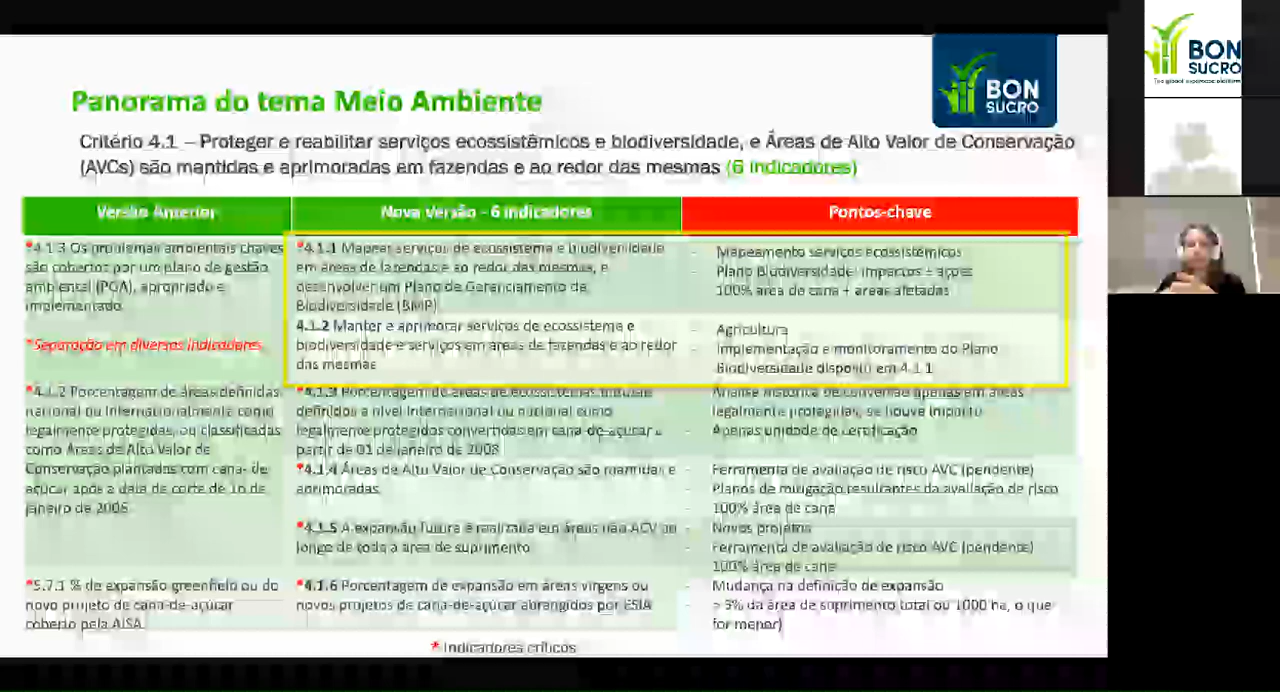 Panorama do tema Meio Ambiente
BON
SUCRO
BON
SUCRO
Critério 4.1 – Proteger e reabilitar serviços ecossistêmicos e biodiversidade, e Áreas de Alto Valor de Conservação
(AVCs) são mantidas e aprimoradas em fazendas e ao redor das mesmas (6 indicadores)
Versão Anterior
Nova Versão - 6 indicadores
Pontos-chave
*4.1.3 Os problemas ambientais chaves
são cobertos por um plano de gestão
ambiental (PGA), apropriado e
implementado.
*Separação em diversos indicadores
*4.1.2 Porcentagem de áreas definidas
nacional ou internacionalmente como
legalmente protegidas, ou classificadas
como Áreas de Alto Valor de
Conservação plantadas com cana- de
açúcar após a data de corte de 1o de
janeiro de
*5.7.1 % de expansão greenfield ou do
novo projeto de cana-de-açúcar
coberto pela AISA.
*4.1.1 Mapear serviços de ecossistema e biodiversidade
em áreas de fazendas e ao redor das mesmas, e
desenvolver um Plano de Gerenciamento de
Biodiversidade (BMP)
4.1.2 Manter e aprimorar serviços de ecossistema e
biodiversidade e serviços em áreas de fazendas e ao redor
das mesmas
*4.1.3 Porcentagem de áreas de ecossistemas naturais
definidos a nível internacional ou nacional como
legalmente protegidos convertidas em cana-de-açúcar a
partir de 01 de janeiro de 2008
*4.1.4 Áreas de Alto Valor de Conservação são mantidas e
aprimoradas
*4.1.5 A expansão futura é realizada em áreas não ACV ao
longo de toda a área de suprimento
*4.1.6 Porcentagem de expansão em áreas virgens ou
novos projetos de cana-de-açúcar abrangidos por ESIA
- Mapeamento serviços ecossistêmicos
- Plano Biodiversidade: impactos + ações
- 100% área de cana + áreas afetadas
- Agricultura
- Implementação e monitoramento do Plano
Biodiversidade disposto em 4.1.1
- Análise histórica de conversão apenas em áreas
legalmente protegidas, se houve impacto
- Apenas unidade de certificação
- Ferramenta de avaliação de risco AVC (pendente)
- Planos de mitigação resultantes da avaliação de risco
- 100% área de cana
- Novos projetos
- Ferramenta de avaliação de risco AVC (pendente)
- 100% área de cana
- Mudança na definição de expansão
- > 5% da área de suprimento total ou 1000 ha, o que
for menor)
* Indicadores críticos